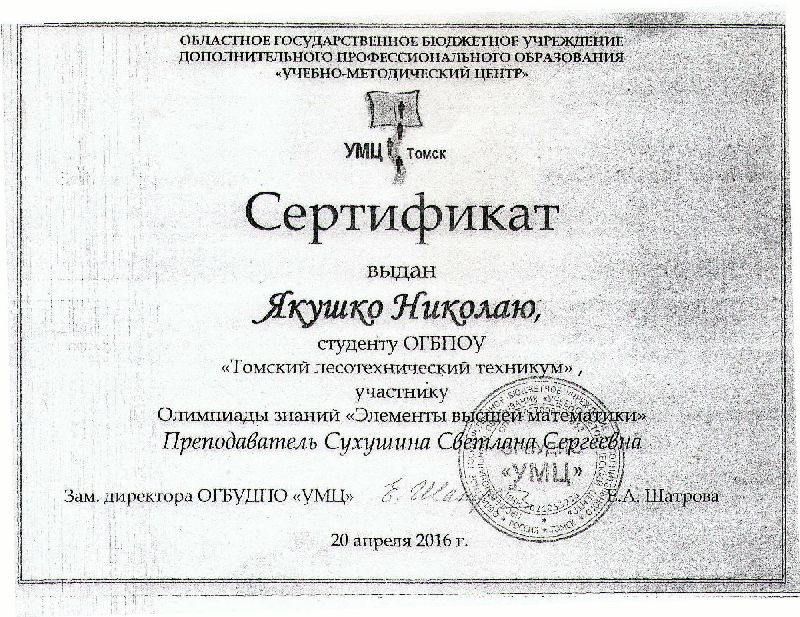 ОБЛАСТНОЕ ГОСУДАРСТВЕННОЕ БЮДЖЕТНОЕ УЧРЕЖДЕНИЕ
ДОПОЛНИТЕЛЬНОГО ПРОФЕССИОНАЛЬНОГО ОБРАЗОВАНИЯ
«УЧЕБНО-МЕТОДИЧЕСКИЙ ЦЕНТР»
УМЦ Томск
Сертификат
выдан
Якушко Николаю,
студенту ОГБПОУ
«Томский лесотехнический техникум» ,
участнику
Олимпиады знаний «Элементы высшей математики»
Преподаватель Сухушина Светлана Сергеевна
«УМЦ»
Зам. директора ОГБУДПО «УМЦ» Е.А. Шатрова
20 апреля 2016 г.